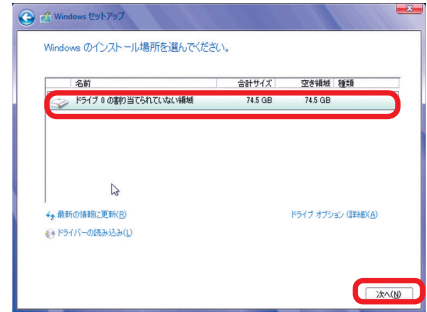 Windows セットアップ
Windows のインストール場所を選んでください。
名前 合計サイズ 空き領域 種類
ドライブ 0 の割り当てられていない領域 74.5 GB 74.5 GB
最新の情報に更新(R) ドライブ オプション (詳細)(A)
ドライバーの読み込み(L)
次へ(N)